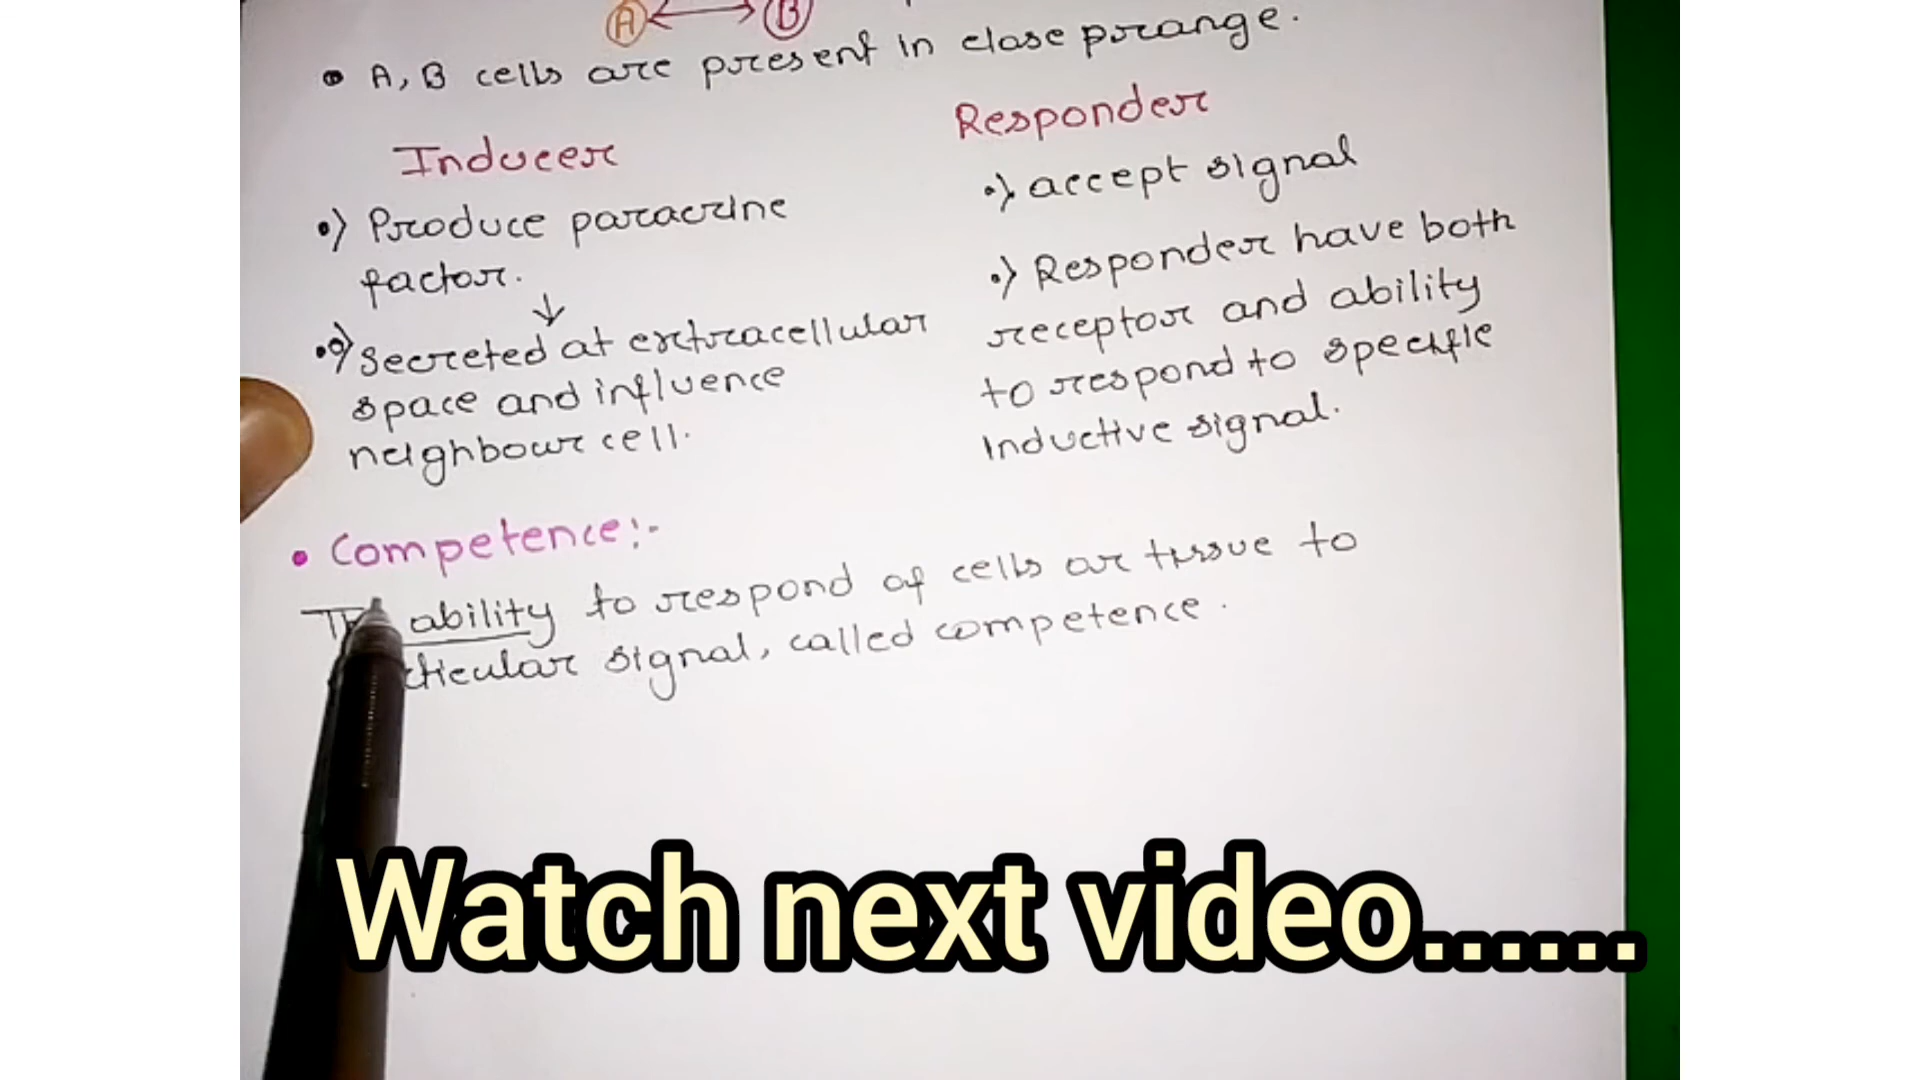 A B
• A, B cells are present in close prange.
Inducer
•) Produce paracrine
factor.
•) Secreted at extracellular
space and influence
neighbour cell.
Responder
•) accept signal
•) Responder have both
receptor and ability
to respond to specific
Inductive signal.
• Competence:-
ability to respond of cells or tissue to
signal, called competence.
Watch next video......